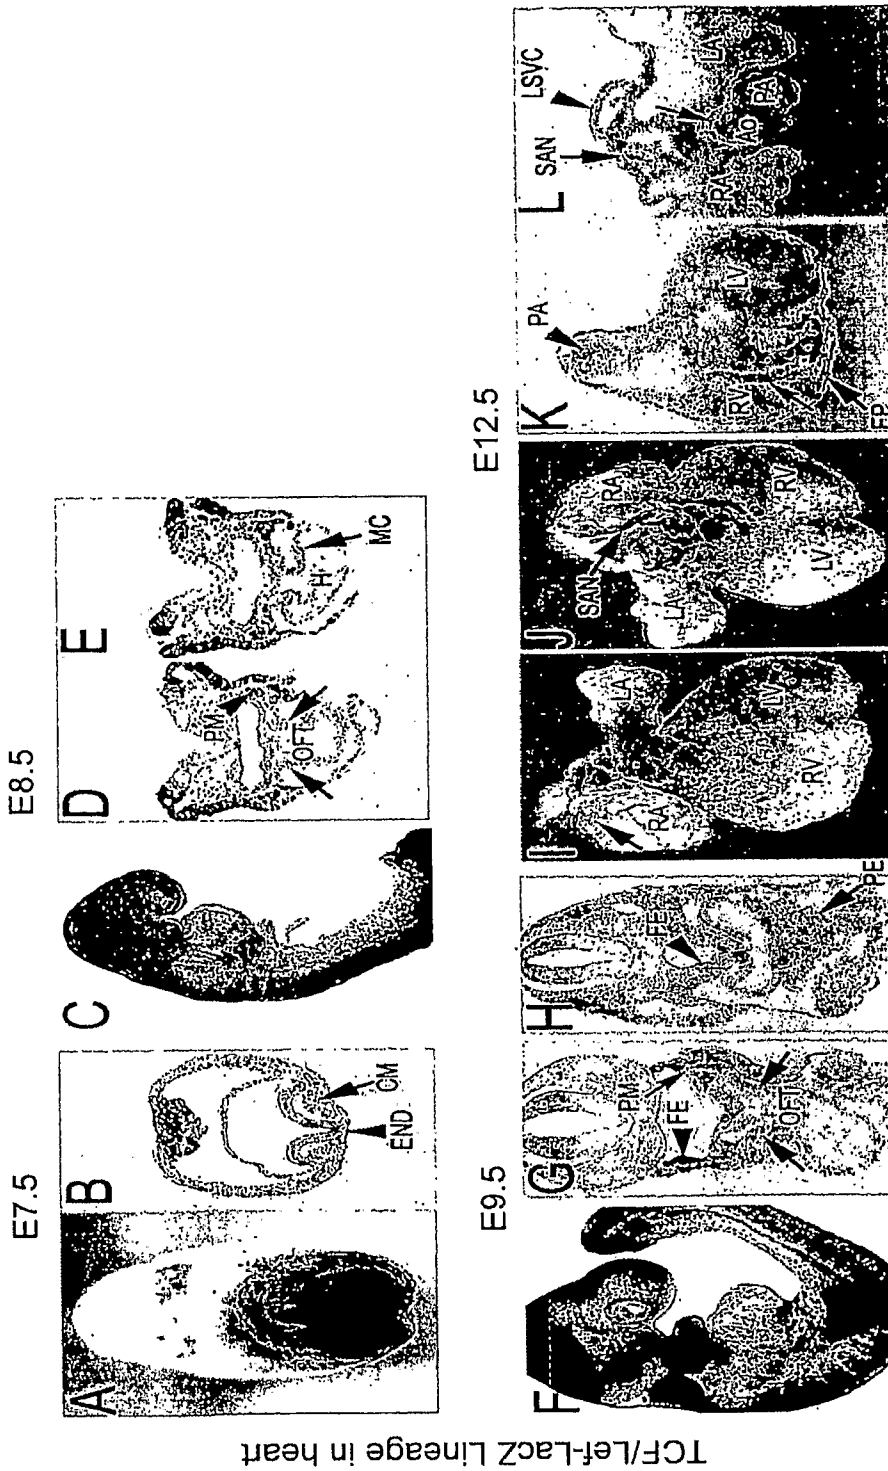 TCF/Lef-LacZ Lineage in heart
E7.5
A
B
END
CM
E8.5
C
D
PM
OFT
E
H
MC
E9.5
F
G
PM
FE
OFT
H
FE
PE
E12.5
I
RA
LA
RV
LV
J
SAN
RA
LA
RV
LV
K
PA
RV
LV
EP
L
SAN
LSVC
RA
LA
Ao
PA